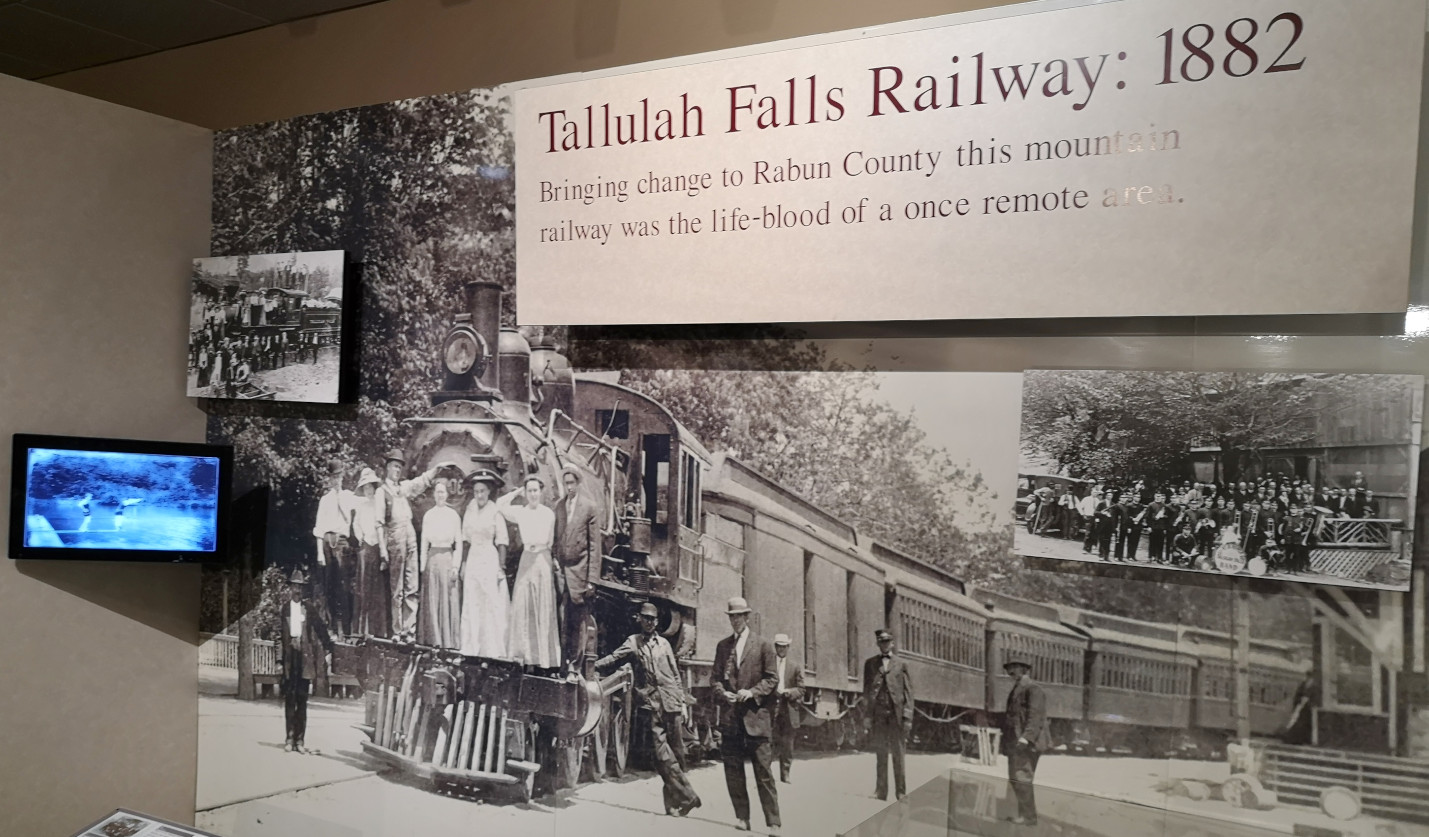 Tallulah Falls Railway: 1882
Bringing change to Rabun County this mountain
railway was the life-blood of a once remote area.
BAND